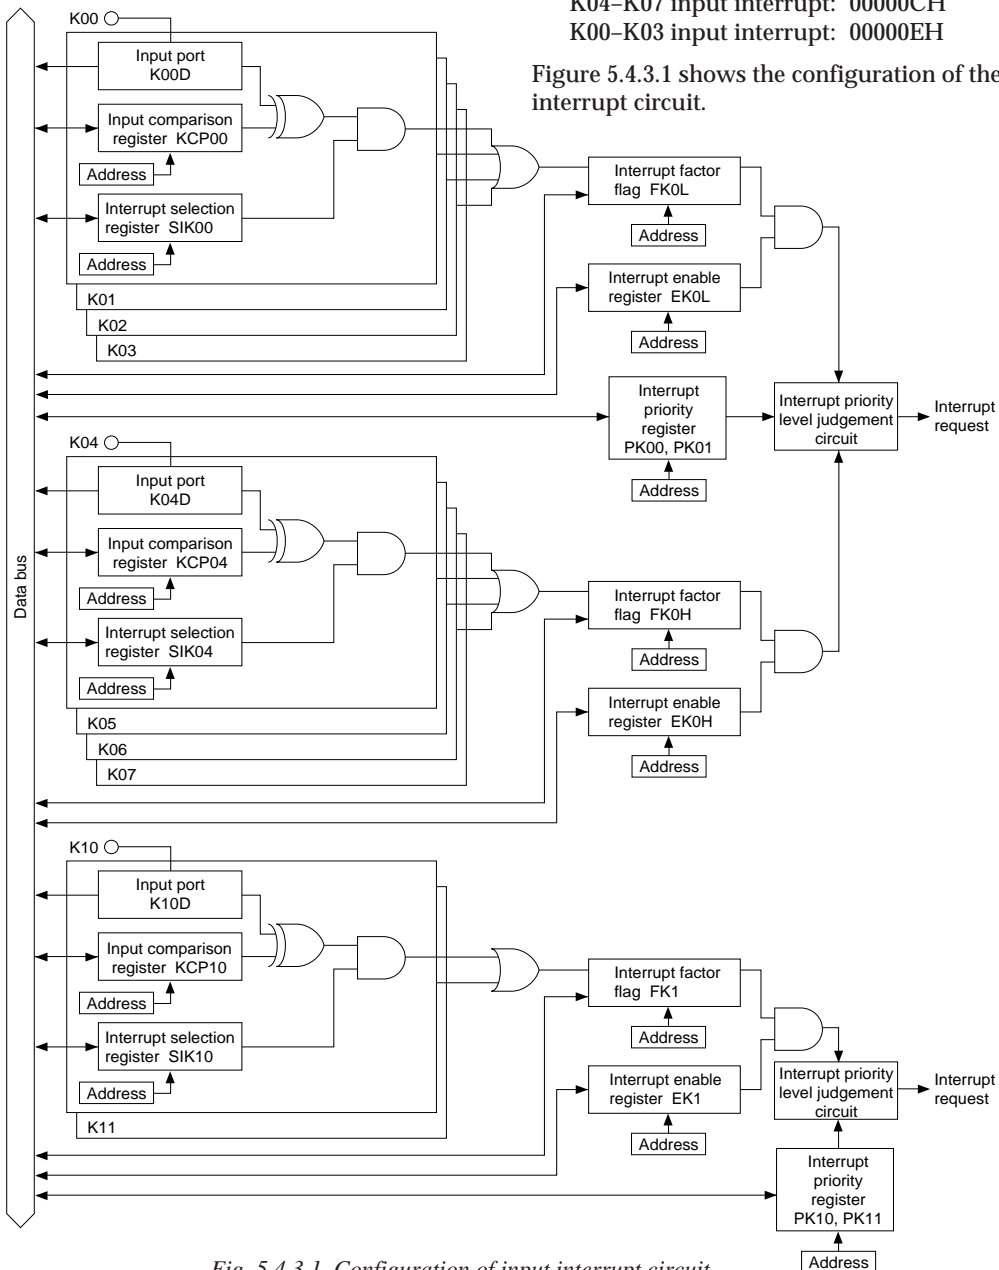 K04–K07 input interrupt: 00000CH
K00–K03 input interrupt: 00000EH
Figure 5.4.3.1 shows the configuration of the
interrupt circuit.
K00
Input port
K00D
Input comparison
register KCP00
Address
Interrupt selection
register SIK00
Address
K01
K02
K03
Interrupt factor
flag FK0L
Address
Interrupt enable
register EK0L
Address
Interrupt
priority
register
PK00, PK01
Address
Interrupt priority
level judgement
circuit
Interrupt
request
K04
Input port
K04D
Input comparison
register KCP04
Address
Interrupt selection
register SIK04
Address
K05
K06
K07
Interrupt factor
flag FK0H
Address
Interrupt enable
register EK0H
Address
Data bus
K10
Input port
K10D
Input comparison
register KCP10
Address
Interrupt selection
register SIK10
Address
K11
Interrupt factor
flag FK1
Address
Interrupt enable
register EK1
Address
Interrupt priority
level judgement
circuit
Interrupt
request
Interrupt
priority
register
PK10, PK11
Address
Fig. 5.4.3.1 Configuration of input interrupt circuit